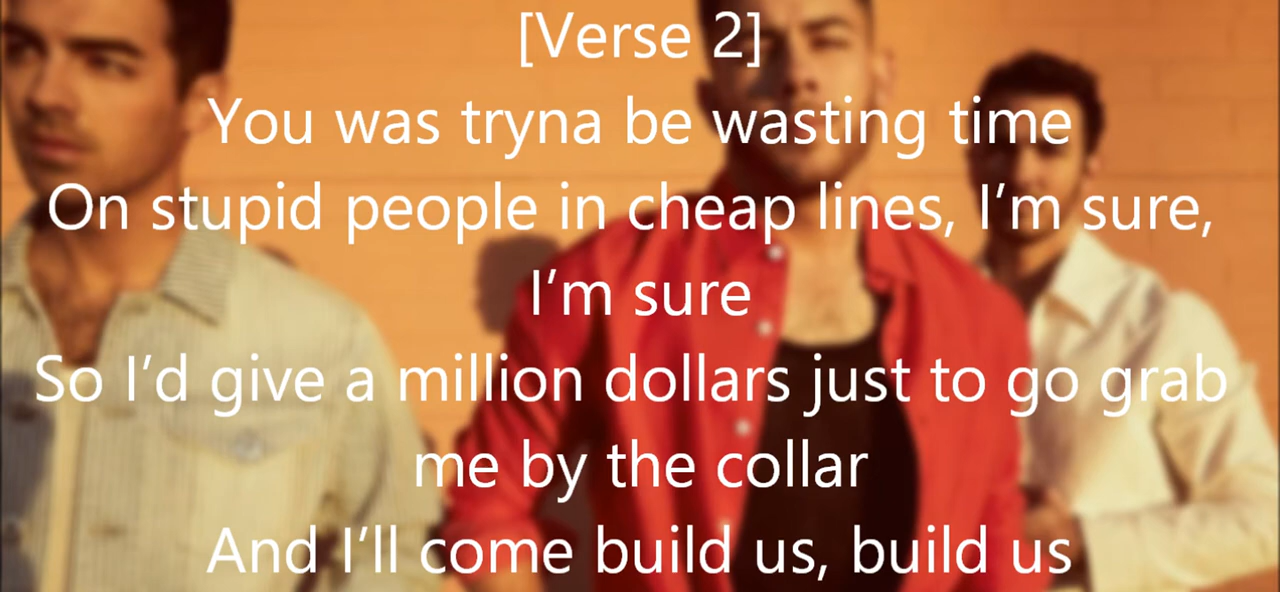 [Verse 2]
You was tryna be wasting time
On stupid people in cheap lines, I’m sure,
I’m sure
So I’d give a million dollars just to go grab
me by the collar
And I’ll come build us, build us